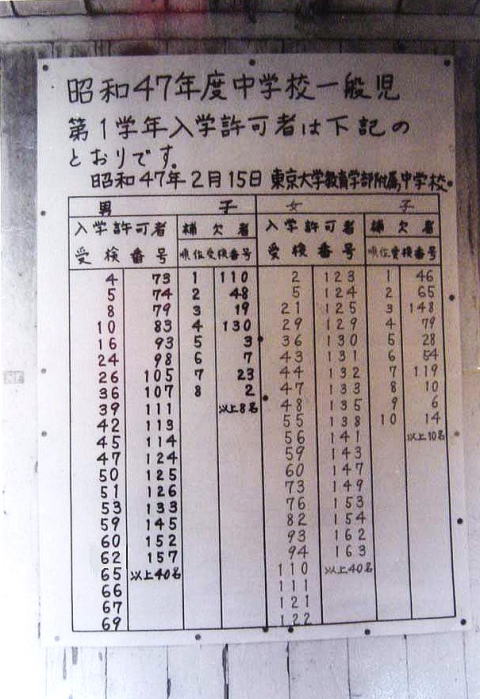 昭和47年度中学校一般児
第1学年入学許可者は下記の
とおりです。
昭和47年2月15日 東京大学教育学部附属中学校
男 子 女 子
入学許可者 補欠者 入学許可者 補欠者
受検番号 順位 受検番号 受検番号 順位 受検番号
4 73 1 110 2 123 1 46
5 74 2 48 5 124 2 65
8 79 3 19 21 125 3 148
10 83 4 130 29 129 4 79
16 93 5 3 36 130 5 28
24 98 6 7 43 131 6 54
26 105 7 23 44 132 7 119
36 107 8 2 47 133 8 10
39 111 以上8名 48 135 9 6
42 113 55 138 10 14
45 114 56 141 以上10名
47 124 59 143
50 125 60 147
51 126 73 149
53 133 76 153
59 145 82 154
60 152 93 162
62 157 94 163
65 以上40名 110 以上40名
66 111
67 121
69 122